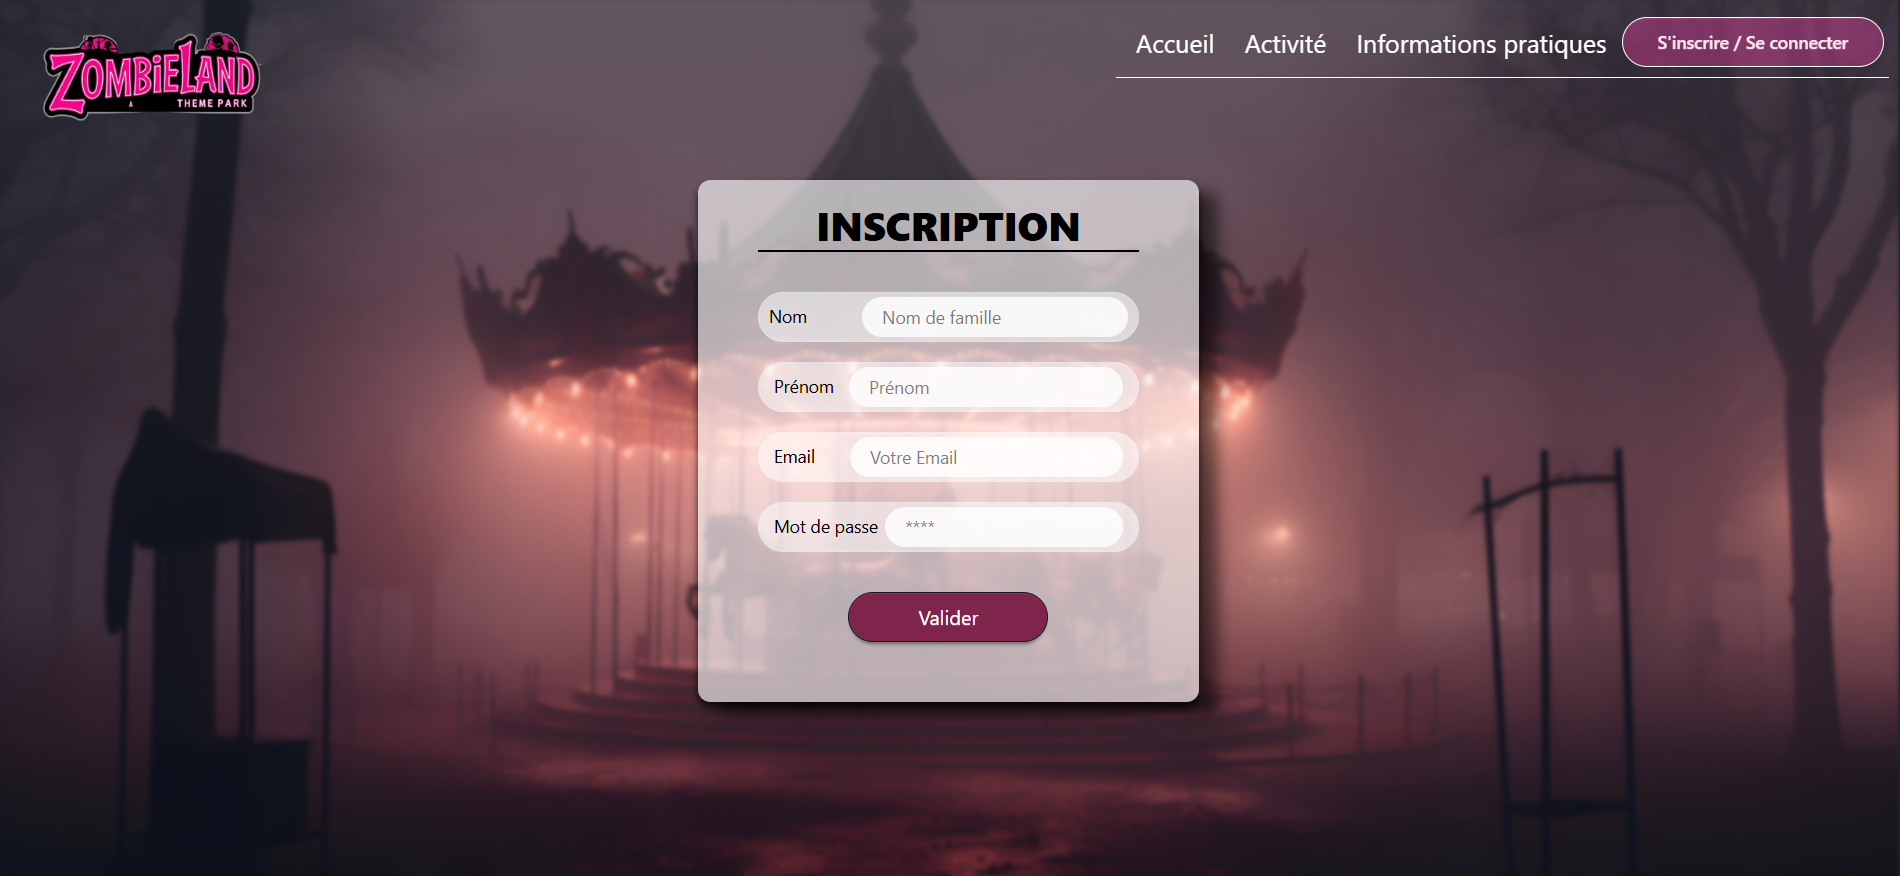 ZOMBIELAND
A THEME PARK
Accueil Activité Informations pratiques S'inscrire / Se connecter
INSCRIPTION
Nom Nom de famille
Prénom Prénom
Email Votre Email
Mot de passe ****
Valider